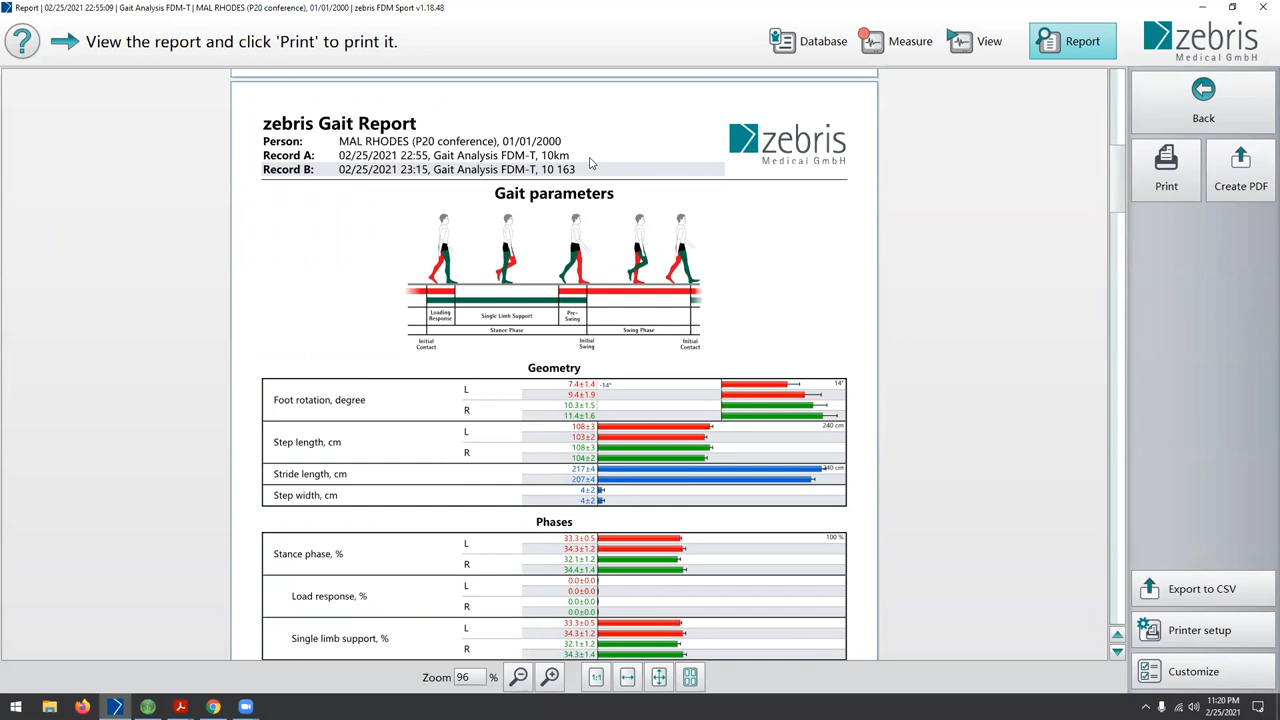 Report | 02/25/2021 22:55:09 | Gait Analysis FDM-T | MAL RHODES (P20 conference), 01/01/2000 | zebris FDM Sport v1.18.48
? View the report and click 'Print' to print it.
Database
Measure
View
Report
zebris
Medical GmbH
Back
Print
Create PDF
zebris Gait Report
Person: MAL RHODES (P20 conference), 01/01/2000
Record A: 02/25/2021 22:55, Gait Analysis FDM-T, 10km
Record B: 02/25/2021 23:15, Gait Analysis FDM-T, 10 163
zebris
Medical GmbH
Gait parameters
Loading Response
Single Limb Support
Pre-Swing
Stance Phase
Swing Phase
Initial Contact
Initial Swing
Initial Contact
Geometry
Foot rotation, degree
L
7.4±1.4 -14° 14°
9.4±1.9
R
10.3±1.5
11.4±1.6
Step length, cm
L
108±3 240 cm
103±2
R
108±3
104±2
Stride length, cm
217±4 240 cm
207±4
Step width, cm
4±2
4±2
Phases
Stance phase, %
L
33.3±0.5 100 %
34.3±1.2
R
32.1±1.2
34.4±1.4
Load response, %
L
0.0±0.0
0.0±0.0
R
0.0±0.0
0.0±0.0
Single limb support, %
L
33.3±0.5
34.3±1.2
R
32.1±1.2
34.3±1.4
Export to CSV
Printer setup
Customize
Zoom 96 %
1:1
11:20 PM
2/25/2021